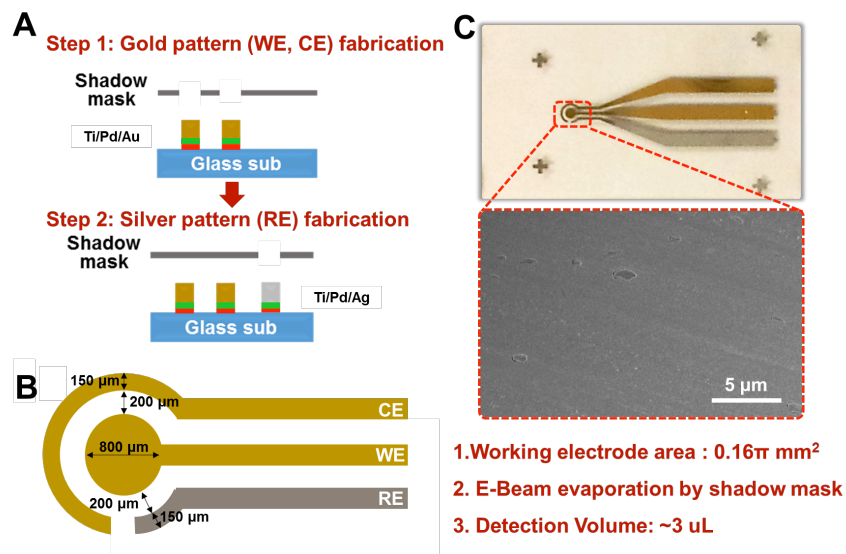 A
Step 1: Gold pattern (WE, CE) fabrication
Shadow
mask
Ti/Pd/Au
Glass sub
Step 2: Silver pattern (RE) fabrication
Shadow
mask
Ti/Pd/Ag
Glass sub
B
150 µm
200 µm
CE
800 µm
WE
200 µm
RE
150 µm
C
5 µm
1.Working electrode area : 0.16π mm²
2. E-Beam evaporation by shadow mask
3. Detection Volume: ~3 uL